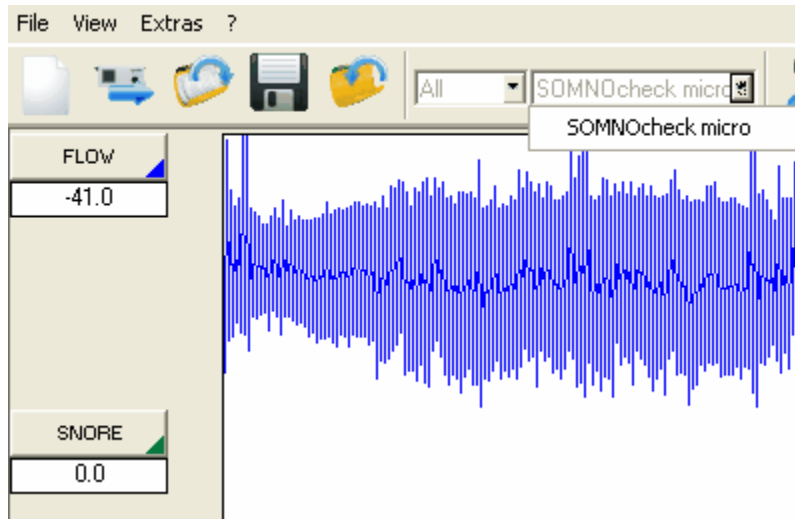 File View Extras ?
All SOMNOcheck micro
SOMNOcheck micro
FLOW
-41.0
SNORE
0.0